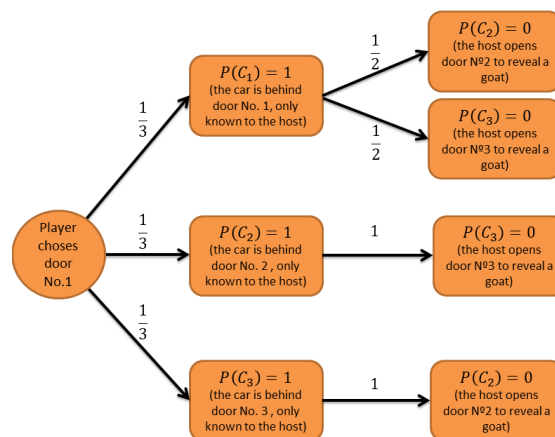 Player
choses
door
No.1
1/3
1/3
1/3
P(C₁) = 1
(the car is behind
door No. 1, only
known to the host)
1/2
1/2
P(C₂) = 0
(the host opens
door №2 to reveal a
goat)
P(C₃) = 0
(the host opens
door №3 to reveal a
goat)
P(C₂) = 1
(the car is behind
door No. 2 , only
known to the host)
1
P(C₃) = 0
(the host opens
door №3 to reveal a
goat)
P(C₃) = 1
(the car is behind
door No. 3 , only
known to the host)
1
P(C₂) = 0
(the host opens
door №2 to reveal a
goat)